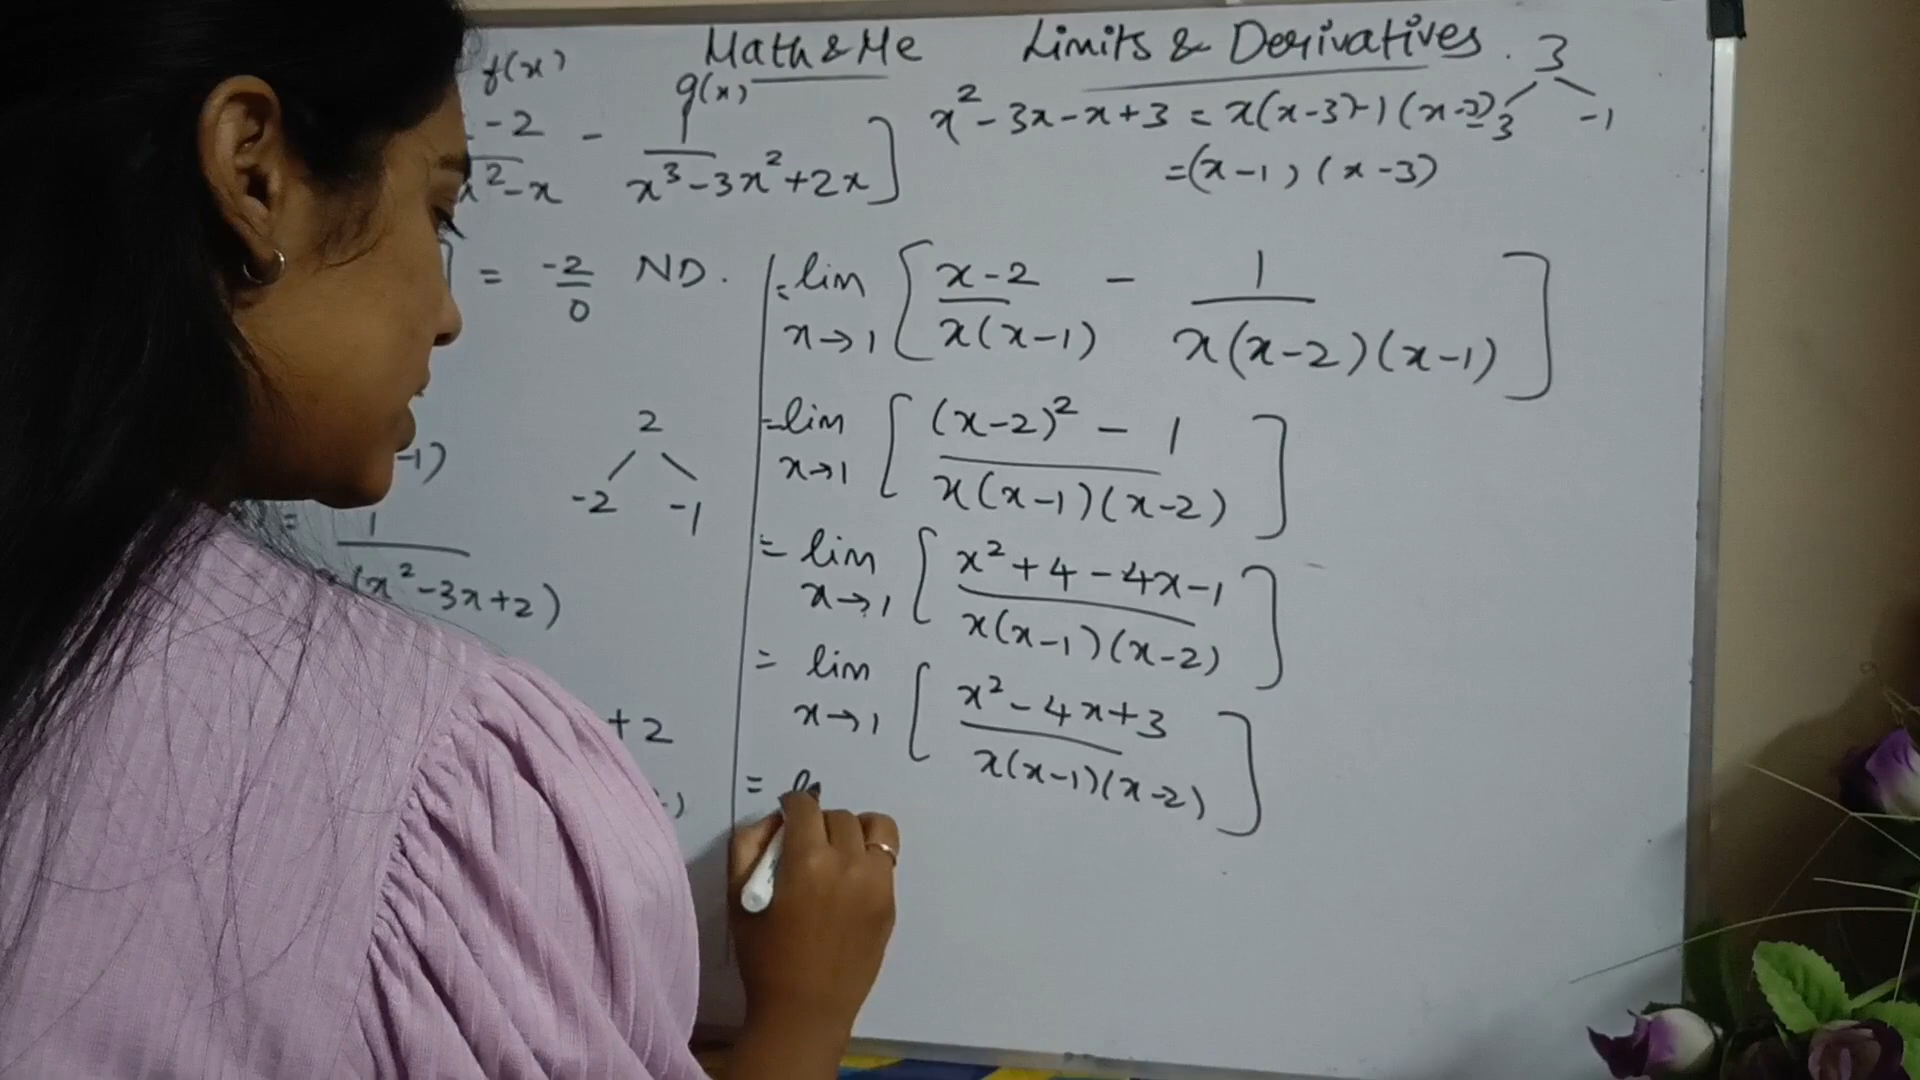 Math & Me Limits & Derivatives.
f(x) g(x)
-2 / x²-x - 1 / x³-3x²+2x ]
3
3 -1
x²-3x-x+3 = x(x-3)-1(x-3)
=(x-1)(x-3)
] = -2/0 ND.
-1)
2
-2 -1
= 1 / (x²-3x+2)
+2
)
= lim x→1 [ x-2 / x(x-1) - 1 / x(x-2)(x-1) ]
=lim x→1 [ (x-2)² - 1 / x(x-1)(x-2) ]
= lim x→1 [ x²+4-4x-1 / x(x-1)(x-2) ]
= lim x→1 [ x²-4x+3 / x(x-1)(x-2) ]
=